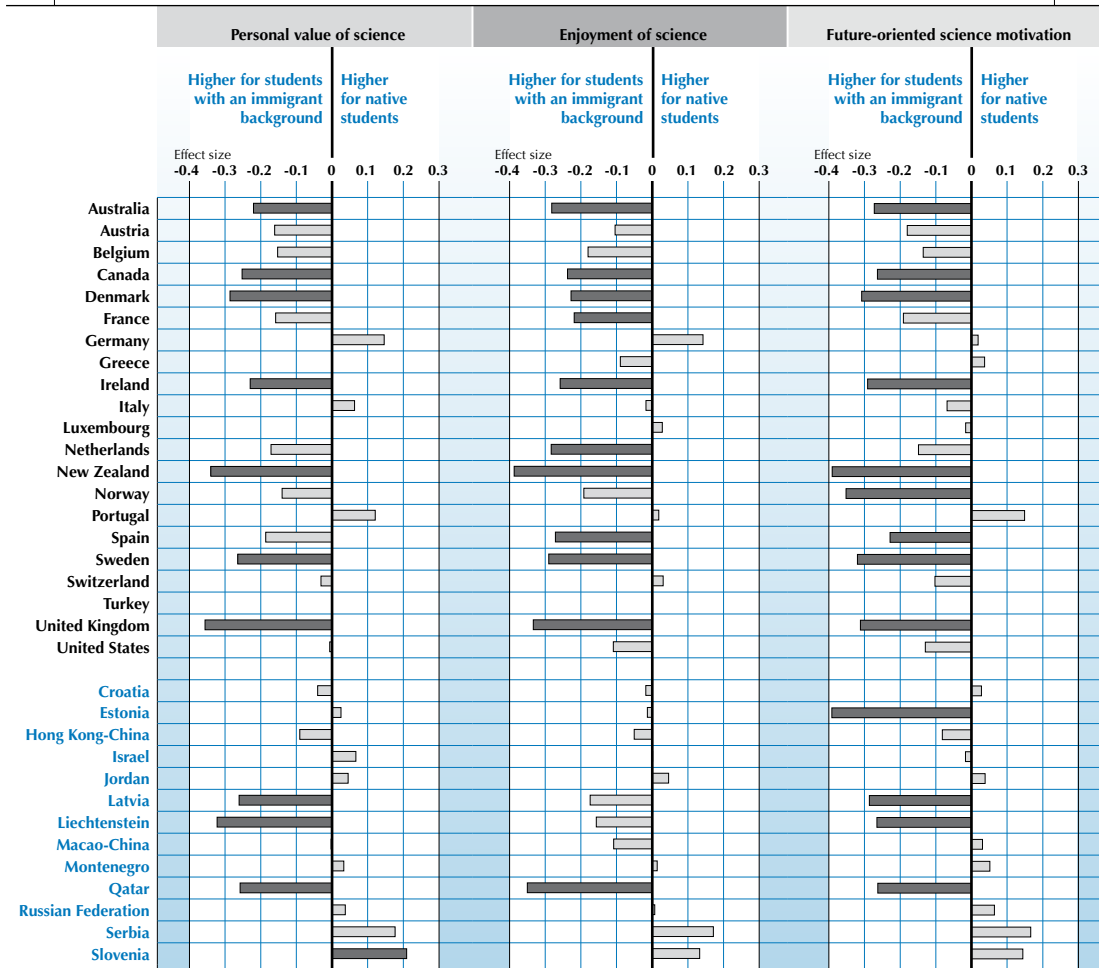 Personal value of science
Enjoyment of science
Future-oriented science motivation
Higher for students
with an immigrant
background
Higher
for native
students
Higher for students
with an immigrant
background
Higher
for native
students
Higher for students
with an immigrant
background
Higher
for native
students
Effect size
-0.4 -0.3 -0.2 -0.1 0 0.1 0.2 0.3
Effect size
-0.4 -0.3 -0.2 -0.1 0 0.1 0.2 0.3
Effect size
-0.4 -0.3 -0.2 -0.1 0 0.1 0.2 0.3
Australia
Austria
Belgium
Canada
Denmark
France
Germany
Greece
Ireland
Italy
Luxembourg
Netherlands
New Zealand
Norway
Portugal
Spain
Sweden
Switzerland
Turkey
United Kingdom
United States
Croatia
Estonia
Hong Kong-China
Israel
Jordan
Latvia
Liechtenstein
Macao-China
Montenegro
Qatar
Russian Federation
Serbia
Slovenia